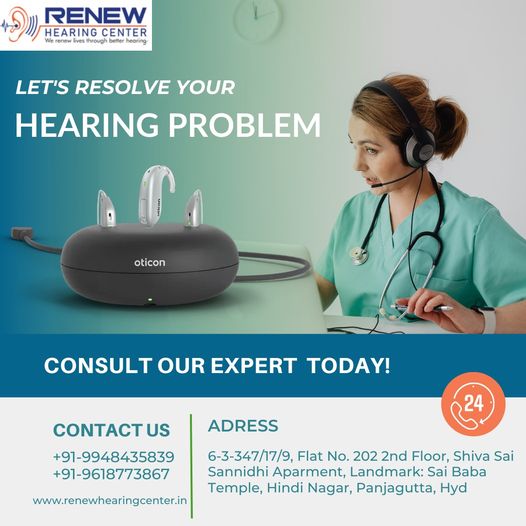 RENEW
HEARING CENTER
We renew lives through better hearing.
LET'S RESOLVE YOUR
HEARING PROBLEM
oticon
oticon
CONSULT OUR EXPERT TODAY!
24
CONTACT US
+91-9948435839
+91-9618773867
www.renewhearingcenter.in
ADRESS
6-3-347/17/9, Flat No. 202 2nd Floor, Shiva Sai
Sannidhi Aparment, Landmark: Sai Baba
Temple, Hindi Nagar, Panjagutta, Hyd